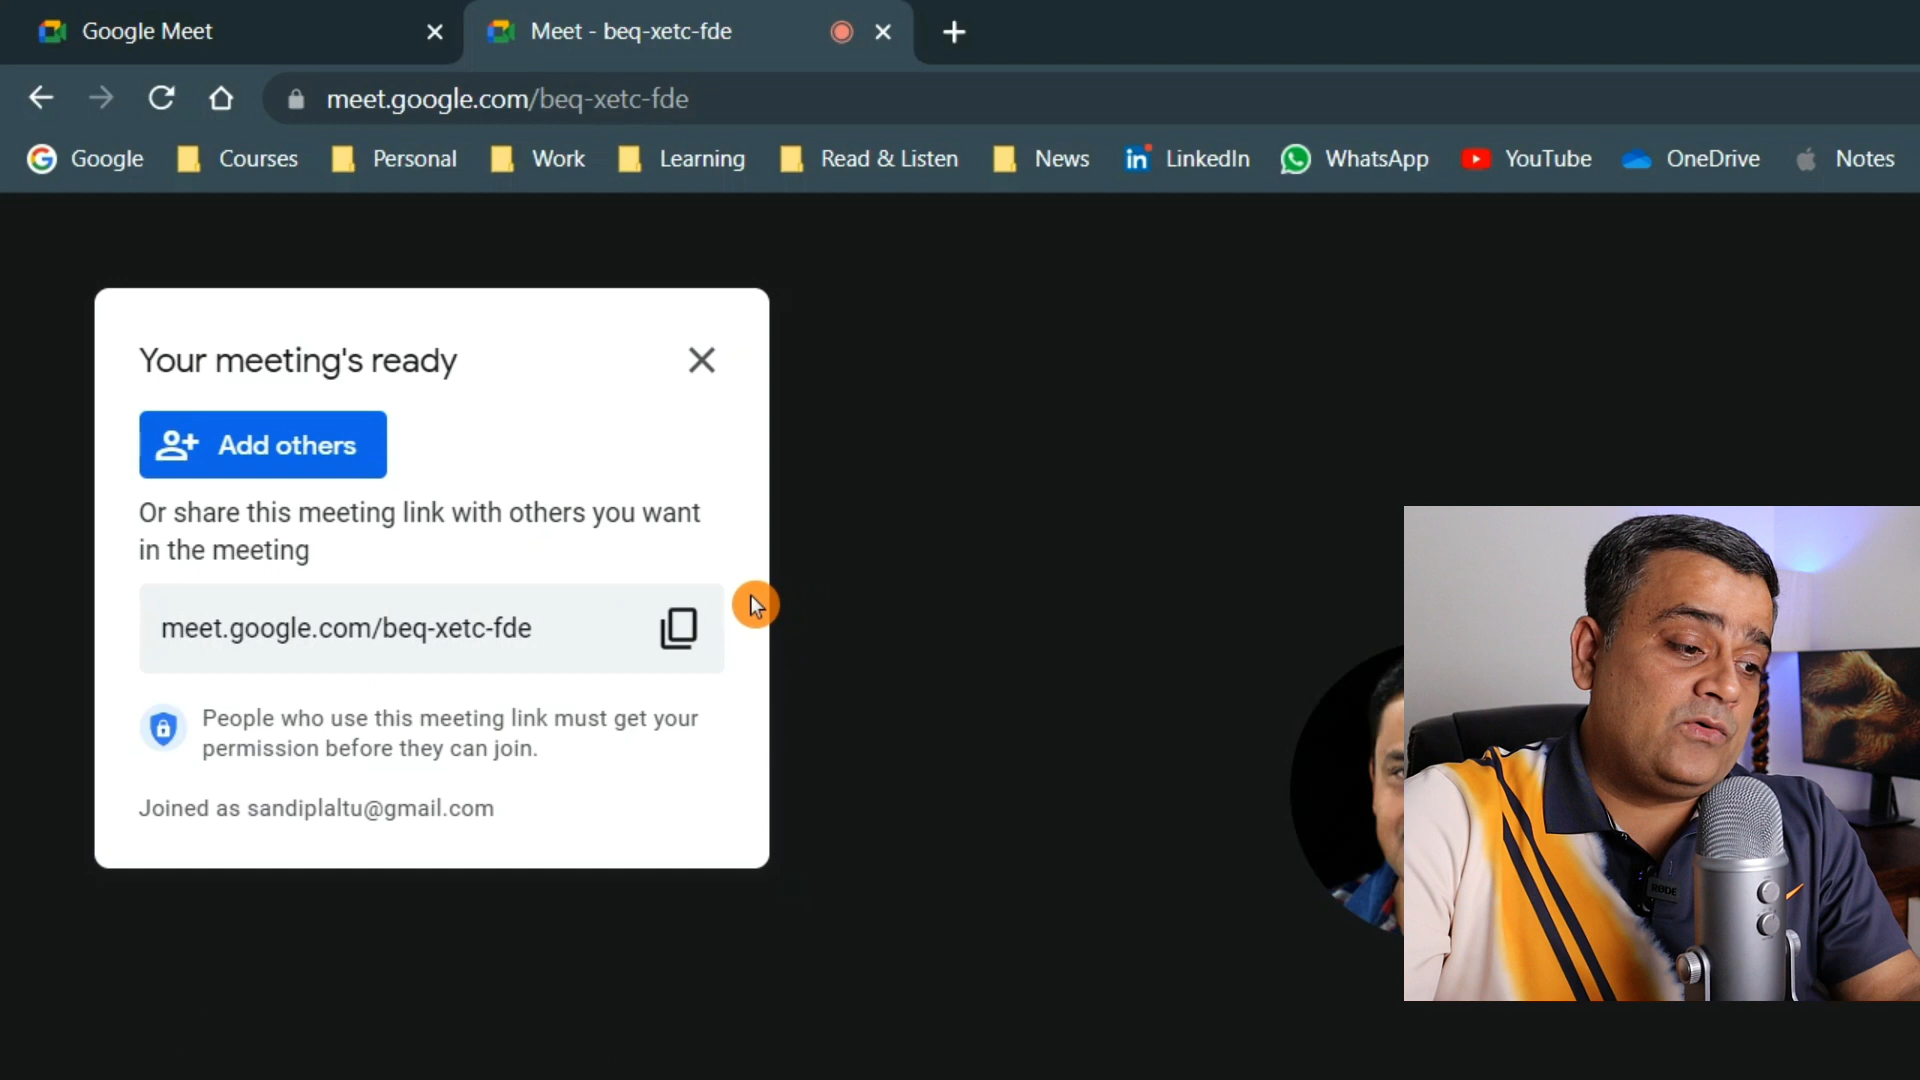 Google Meet
Meet - beq-xetc-fde
meet.google.com/beq-xetc-fde
Google Courses Personal Work Learning Read & Listen News LinkedIn WhatsApp YouTube OneDrive Notes
Your meeting's ready
Add others
Or share this meeting link with others you want
in the meeting
meet.google.com/beq-xetc-fde
People who use this meeting link must get your
permission before they can join.
Joined as sandiplaltu@gmail.com
RØDE